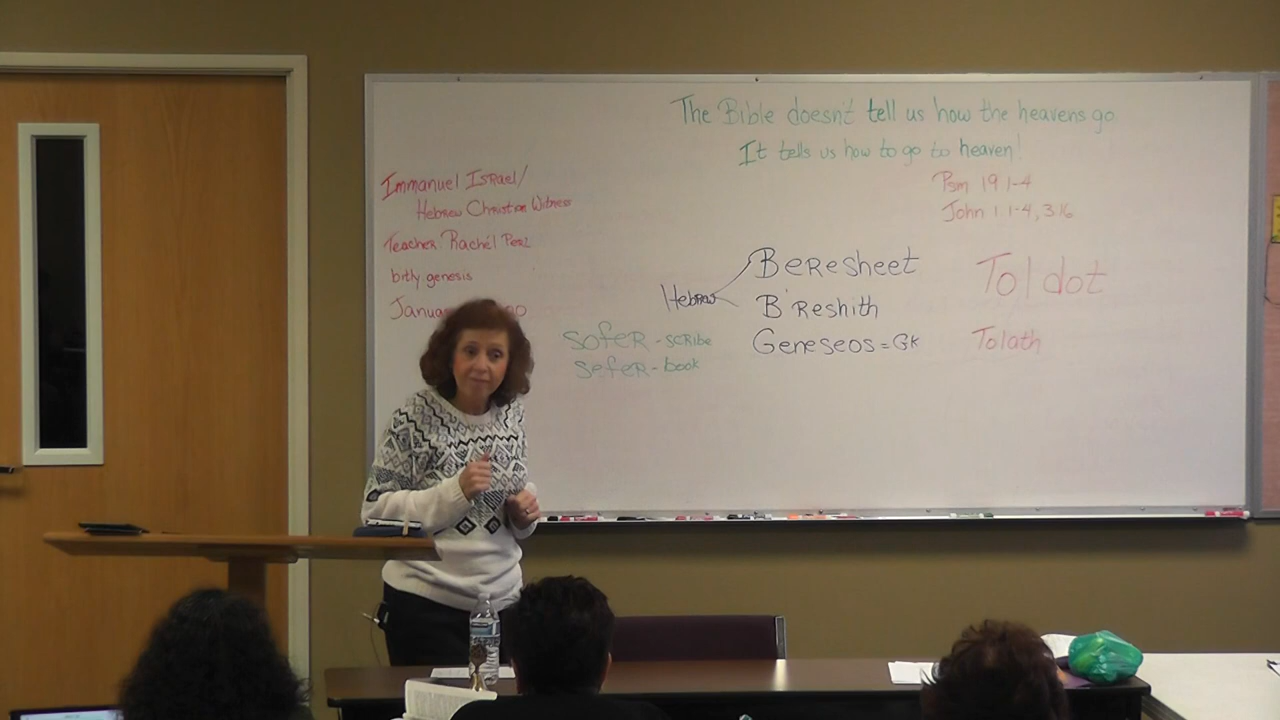 The Bible doesn't tell us how the heavens go
It tells us how to go to heaven!
Psm 19 1-4
John 1 1-4, 3:16
Immanuel Israel/
Hebrew Christian Witness
Teacher: Rachél Perl
bitly genesis
Hebrew
Beresheet
B'Reshith
Geneseos = Gk
sofer - scribe
sefer - book
Toldot
Tolath